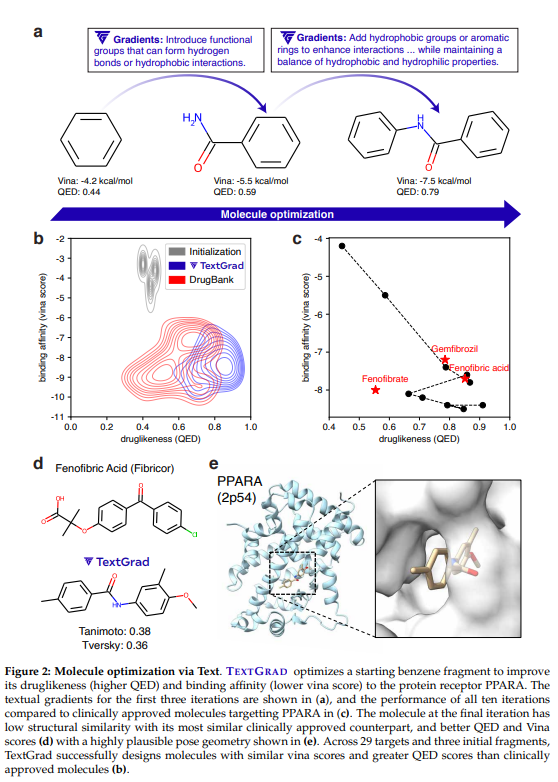 a
Gradients: Introduce functional
groups that can form hydrogen
bonds or hydrophobic interactions.
Gradients: Add hydrophobic groups or aromatic
rings to enhance interactions ... while maintaining a
balance of hydrophobic and hydrophilic properties.
H₂N
O
H
N
O
Vina: -4.2 kcal/mol
QED: 0.44
Vina: -5.5 kcal/mol
QED: 0.59
Vina: -7.5 kcal/mol
QED: 0.79
Molecule optimization
b
-2
-3
-4
-5
-6
-7
-8
-9
-10
-11
binding affinity (vina score)
Initialization
TextGrad
DrugBank
0.0 0.2 0.4 0.6 0.8 1.0
druglikeness (QED)
c
-4
-5
-6
-7
-8
binding affinity (vina score)
Gemfibrozil
Fenofibric acid
Fenofibrate
0.4 0.5 0.6 0.7 0.8 0.9 1.0
druglikeness (QED)
d
Fenofibric Acid (Fibricor)
OH
O
O
O
Cl
TextGrad
O
HN
O
Tanimoto: 0.38
Tversky: 0.36
e
PPARA
(2p54)
Figure 2: Molecule optimization via Text. TEXTGRAD optimizes a starting benzene fragment to improve
its druglikeness (higher QED) and binding affinity (lower vina score) to the protein receptor PPARA. The
textual gradients for the first three iterations are shown in (a), and the performance of all ten iterations
compared to clinically approved molecules targetting PPARA in (c). The molecule at the final iteration has
low structural similarity with its most similar clinically approved counterpart, and better QED and Vina
scores (d) with a highly plausible pose geometry shown in (e). Across 29 targets and three initial fragments,
TextGrad successfully designs molecules with similar vina scores and greater QED scores than clinically
approved molecules (b).